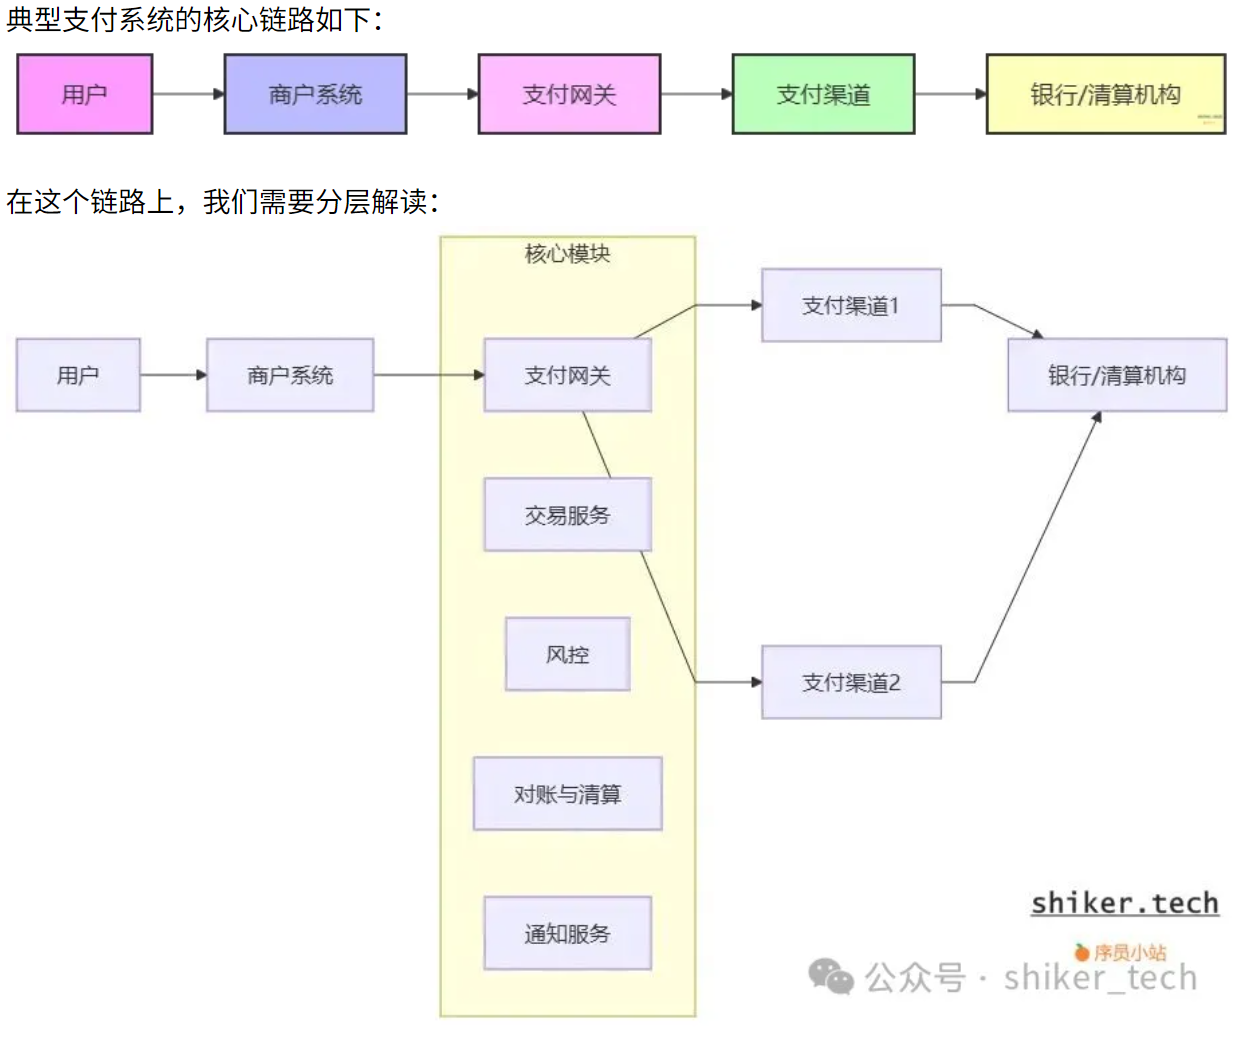 典型支付系统的核心链路如下：
用户
商户系统
支付网关
支付渠道
银行/清算机构
在这个链路上，我们需要分层解读：
核心模块
支付渠道1
用户
商户系统
支付网关
银行/清算机构
交易服务
风控
支付渠道2
对账与清算
通知服务
shiker.tech
序员小站
公众号 · shiker_tech